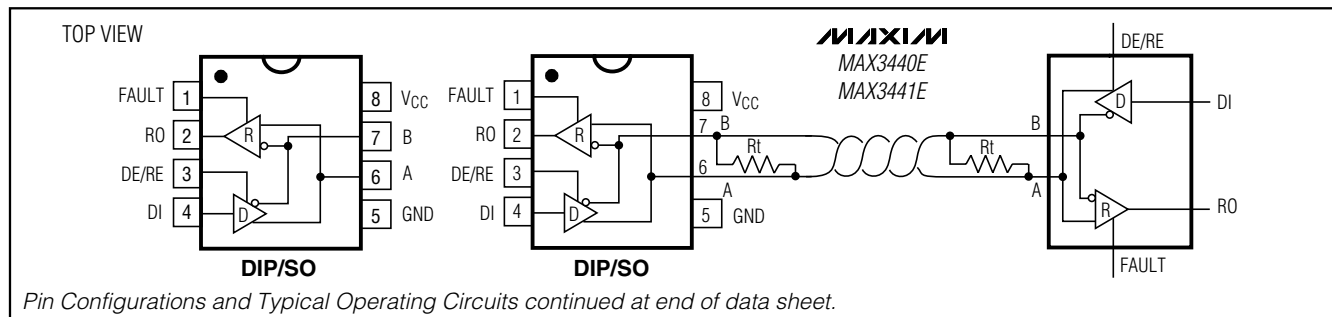 TOP VIEW
MAXIM
MAX3440E
MAX3441E
FAULT 1
RO 2
DE/RE 3
DI 4
R
D
8 VCC
7 B
6 A
5 GND
DIP/SO
FAULT 1
RO 2
DE/RE 3
DI 4
R
D
8 VCC
7 B
6 A
5 GND
DIP/SO
Rt
Rt
B
A
DE/RE
D
DI
R
RO
FAULT
Pin Configurations and Typical Operating Circuits continued at end of data sheet.